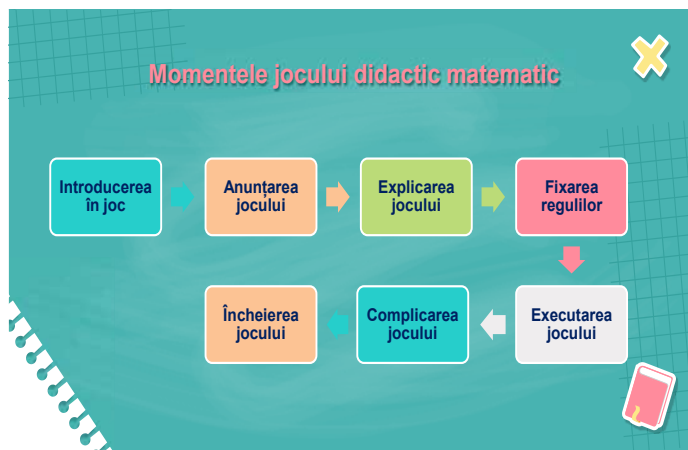 Momentele jocului didactic matematic
Introducerea
în joc
Anunțarea
jocului
Explicarea
jocului
Fixarea
regulilor
Executarea
jocului
Complicarea
jocului
Încheierea
jocului